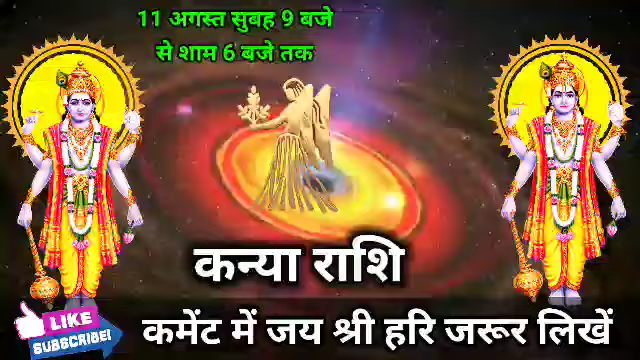 11 अगस्त सुबह 9 बजे
से शाम 6 बजे तक
कन्या राशि
LIKE
SUBSCRIBE!
कमेंट में जय श्री हरि जरूर लिखें